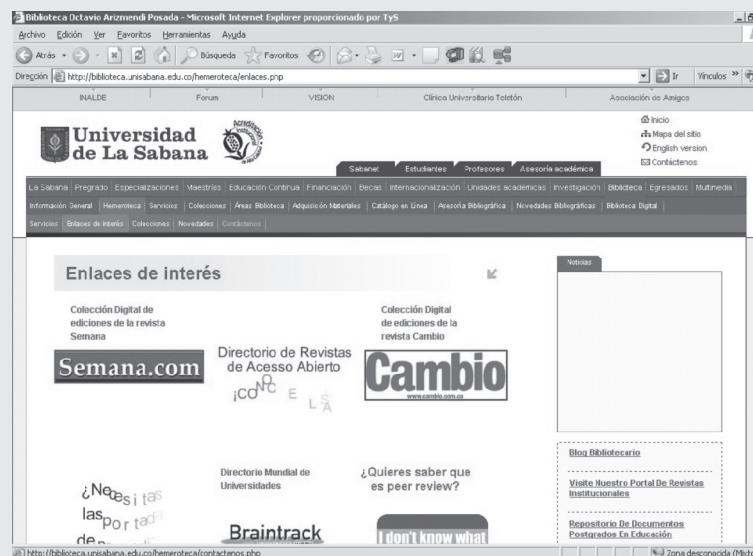 Biblioteca Octavio Arizmendi Posada - Microsoft Internet Explorer proporcionado por TyS
Archivo Edición Ver Favoritos Herramientas Ayuda
Atrás Búsqueda Favoritos
Dirección http://biblioteca.unisabana.edu.co/hemeroteca/enlaces.php Ir Vínculos »
INALDE Forum VISION Clínica Universitaria Teletón Asociación de Amigos
Universidad
de La Sabana
Acreditación
Inicio
Mapa del sitio
English version
Contáctenos
Sabanet Estudiantes Profesores Asesoría académica
La Sabana Pregrado Especializaciones Maestrías Educación Continua Financiación Becas Internacionalización Unidades académicas Investigación Biblioteca Egresados Multimedia
Información General Hemeroteca Servicios Colecciones Áreas Biblioteca Adquisición Materiales Catálogo en Línea Asesoría Bibliográfica Novedades Bibliográficas Biblioteca Digital
Servicios Enlaces de interés Colecciones Novedades Contáctenos
Enlaces de interés
Noticias
Colección Digital de
ediciones de la revista
Semana
Semana.com
Directorio de Revistas
de Acceso Abierto
¡CONOCELSA
Colección Digital
de ediciones de la
revista Cambio
Cambio
www.cambio.com.co
¿Necesitas
las por tad
de
Directorio Mundial de
Universidades
Braintrack
¿Quieres saber que
es peer review?
I don't know what
Blog Bibliotecario
Visite Nuestro Portal De Revistas
Institucionales
Repositorio De Documentos
Postgrados En Educación
http://biblioteca.unisabana.edu.co/hemeroteca/contactenos.php Zona desconocida (Mixto